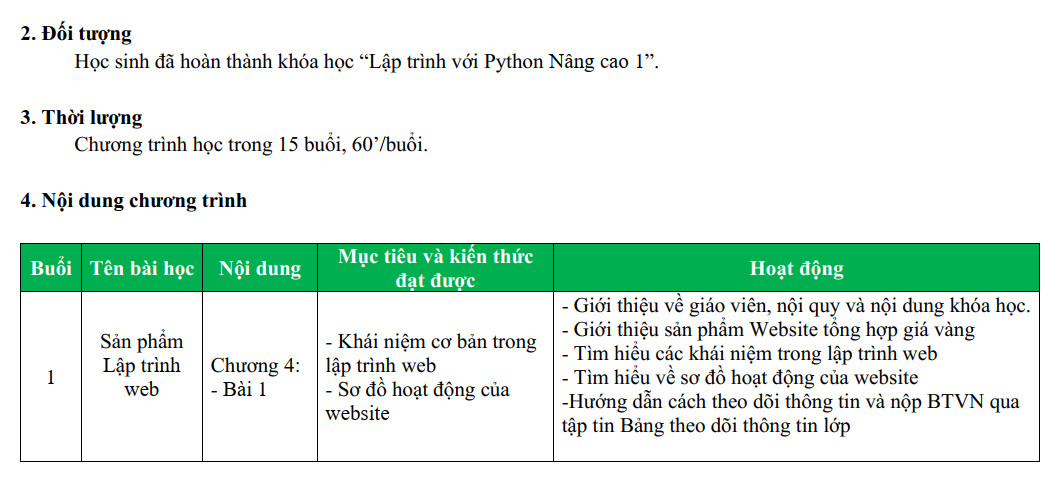 2. Đối tượng
Học sinh đã hoàn thành khóa học “Lập trình với Python Nâng cao 1”.
3. Thời lượng
Chương trình học trong 15 buổi, 60’/buổi.
4. Nội dung chương trình
Buổi
Tên bài học
Nội dung
Mục tiêu và kiến thức
đạt được
Hoạt động
1
Sản phẩm
Lập trình
web
Chương 4:
- Bài 1
- Khái niệm cơ bản trong
lập trình web
- Sơ đồ hoạt động của
website
- Giới thiệu về giáo viên, nội quy và nội dung khóa học.
- Giới thiệu sản phẩm Website tổng hợp giá vàng
- Tìm hiểu các khái niệm trong lập trình web
- Tìm hiểu về sơ đồ hoạt động của website
-Hướng dẫn cách theo dõi thông tin và nộp BTVN qua
tập tin Bảng theo dõi thông tin lớp